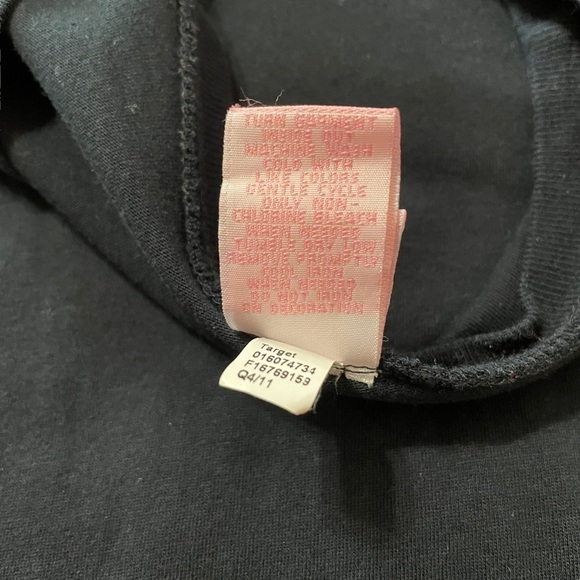 TURN GARMENT
INSIDE OUT
MACHINE WASH
COLD WITH
LIKE COLORS
GENTLE CYCLE
ONLY NON-
CHLORINE BLEACH
WHEN NEEDED
TUMBLE DRY LOW
REMOVE PROMPTLY
COOL IRON
WHEN NEEDED
DO NOT IRON
ON DECORATION
Target
016074734
F16769159
Q4/11